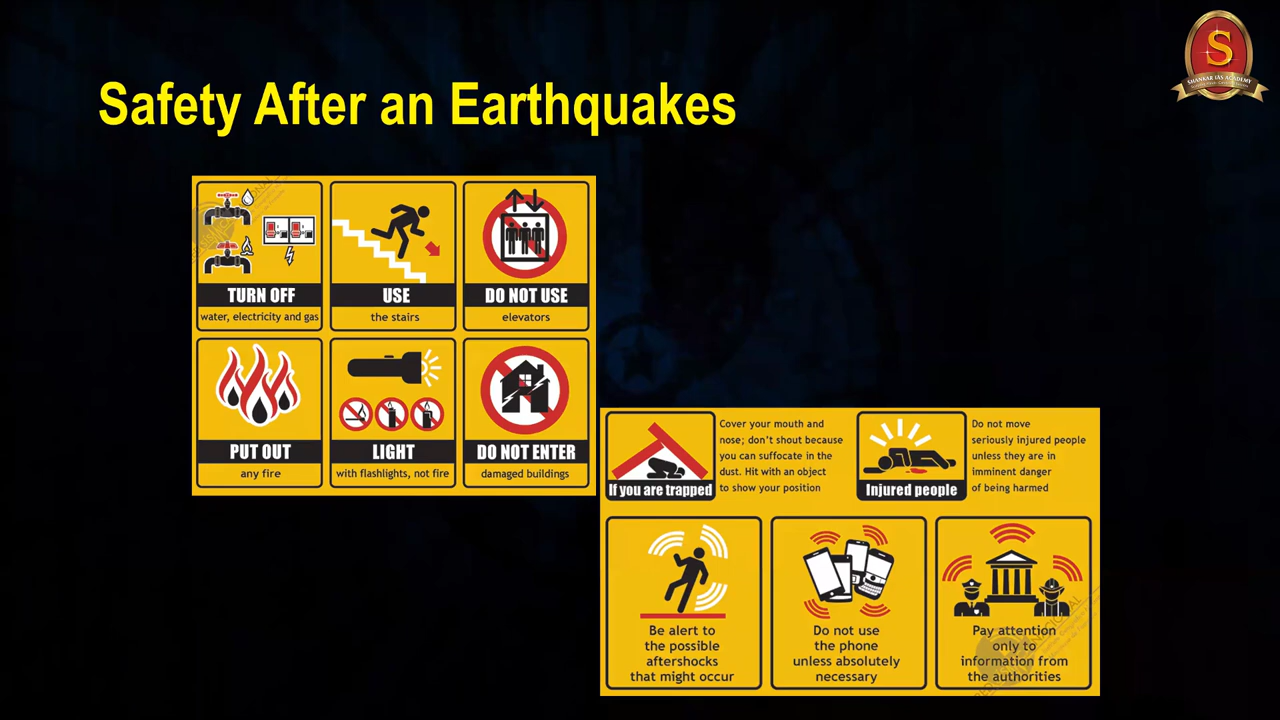 SHANKAR IAS ACADEMY
Safety After an Earthquakes
TURN OFF
water, electricity and gas
USE
the stairs
DO NOT USE
elevators
PUT OUT
any fire
LIGHT
with flashlights, not fire
DO NOT ENTER
damaged buildings
If you are trapped
Cover your mouth and
nose; don't shout because
you can suffocate in the
dust. Hit with an object
to show your position
Injured people
Do not move
seriously injured people
unless they are in
imminent danger
of being harmed
Be alert to
the possible
aftershocks
that might occur
Do not use
the phone
unless absolutely
necessary
Pay attention
only to
information from
the authorities